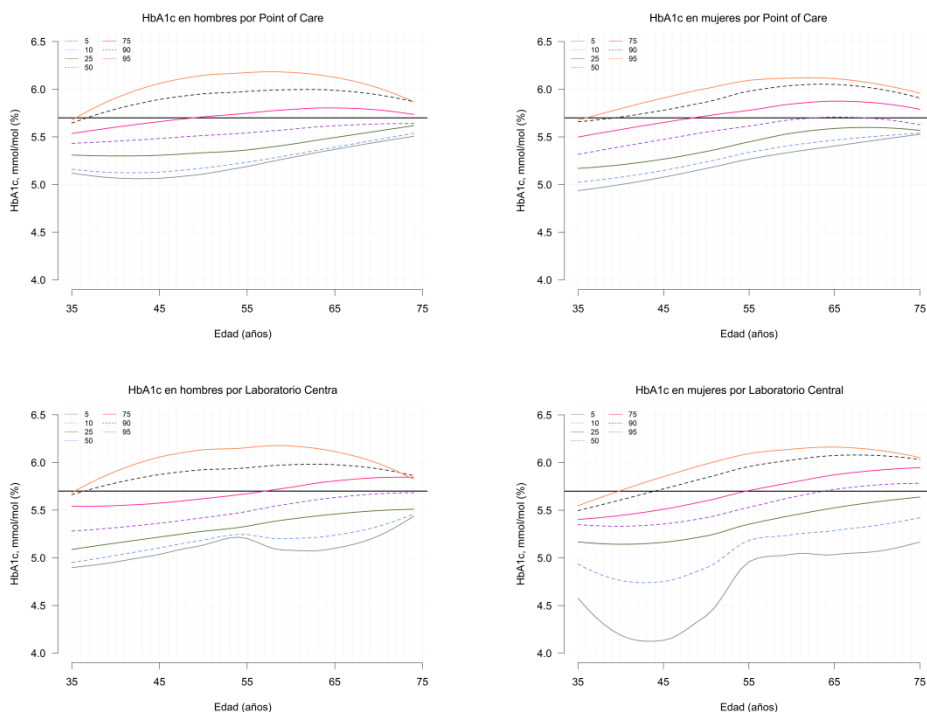 HbA1c en hombres por Point of Care
6.5
6.0
5.5
5.0
4.5
4.0
HbA1c, mmol/mol (%)
5 75
10 90
25 95
50
35 45 55 65 75
Edad (años)
HbA1c en mujeres por Point of Care
6.5
6.0
5.5
5.0
4.5
4.0
HbA1c, mmol/mol (%)
5 75
10 90
25 95
50
35 45 55 65 75
Edad (años)
HbA1c en hombres por Laboratorio Centra
6.5
6.0
5.5
5.0
4.5
4.0
HbA1c, mmol/mol (%)
5 75
10 90
25 95
50
35 45 55 65 75
Edad (años)
HbA1c en mujeres por Laboratorio Central
6.5
6.0
5.5
5.0
4.5
4.0
HbA1c, mmol/mol (%)
5 75
10 90
25 95
50
35 45 55 65 75
Edad (años)